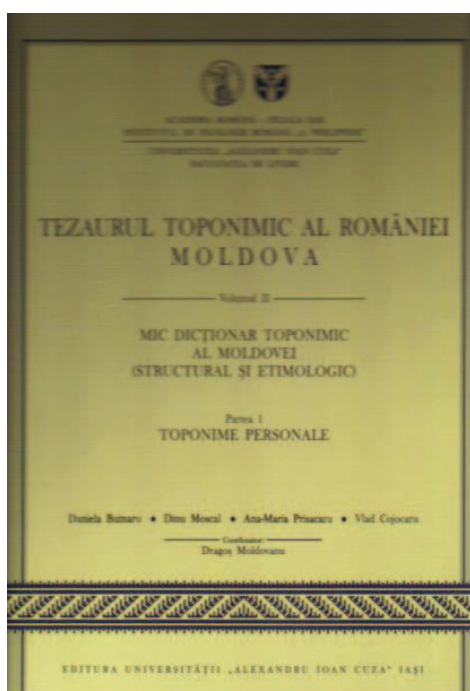 ACADEMIA ROMÂNĂ – FILIALA IAȘI
INSTITUTUL DE FILOLOGIE ROMÂNĂ „A. PHILIPPIDE”
UNIVERSITATEA „ALEXANDRU IOAN CUZA”
FACULTATEA DE LITERE
TEZAURUL TOPONIMIC AL ROMÂNIEI
MOLDOVA
Volumul II
MIC DICȚIONAR TOPONIMIC
AL MOLDOVEI
(STRUCTURAL ȘI ETIMOLOGIC)
Partea 1
TOPONIME PERSONALE
Daniela Butnaru ♦ Dinu Moscal ♦ Ana-Maria Prisacaru ♦ Vlad Cojocaru
Coordonator:
Dragoș Moldovanu
EDITURA UNIVERSITĂȚII „ALEXANDRU IOAN CUZA” IAȘI